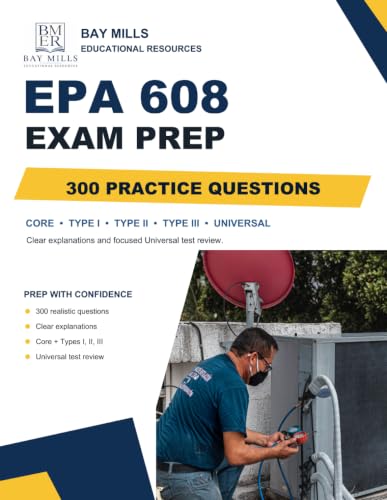 BM
ER
BAY MILLS
EDUCATIONAL RESOURCES
BAY MILLS
EDUCATIONAL RESOURCES
EPA 608
EXAM PREP
300 PRACTICE QUESTIONS
CORE • TYPE I • TYPE II • TYPE III • UNIVERSAL
Clear explanations and focused Universal test review.
PREP WITH CONFIDENCE
300 realistic questions
Clear explanations
Core + Types I, II, III
Universal test review